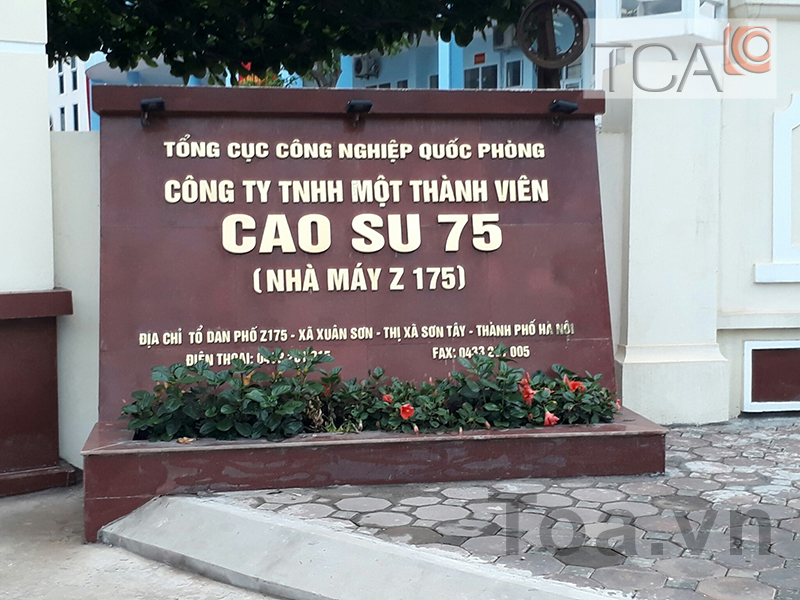 TCA
TỔNG CỤC CÔNG NGHIỆP QUỐC PHÒNG
CÔNG TY TNHH MỘT THÀNH VIÊN
CAO SU 75
(NHÀ MÁY Z 175)
ĐỊA CHỈ TỔ DÂN PHỐ Z175 - XÃ XUÂN SƠN - THỊ XÃ SƠN TÂY - THÀNH PHỐ HÀ NỘI
ĐIỆN THOẠI:
FAX: 0433 005
Toa.vn